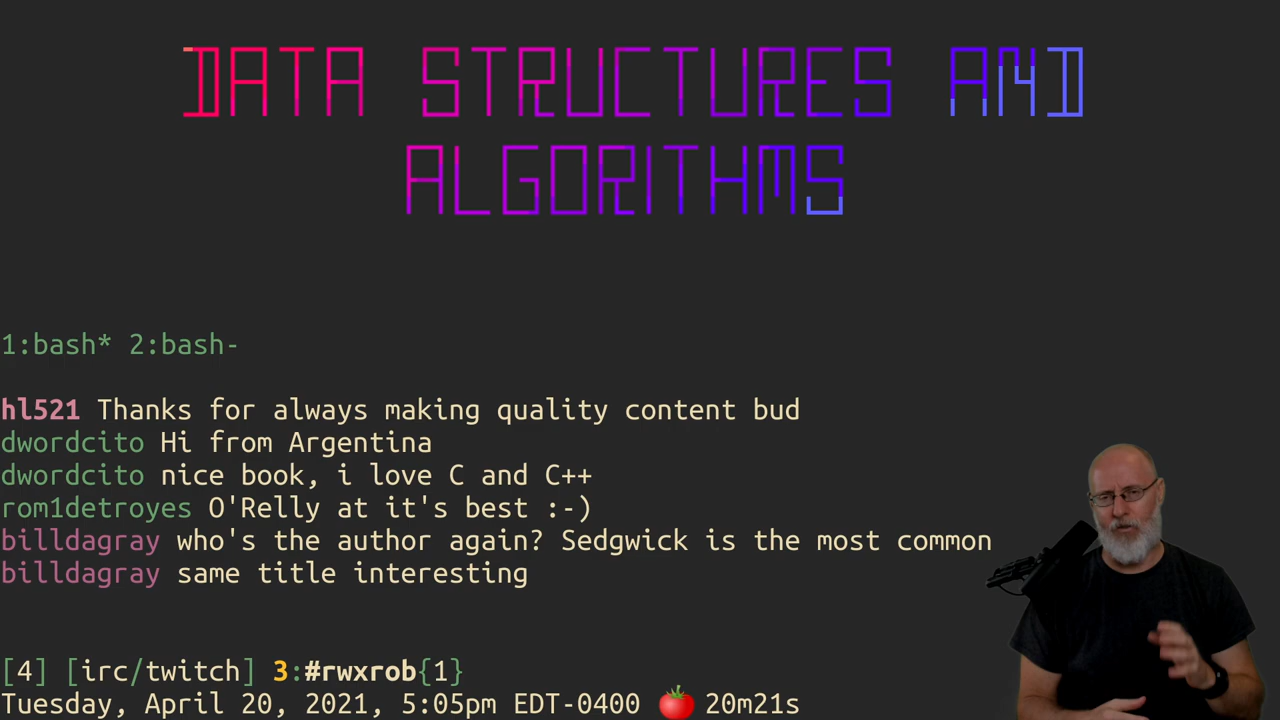 DATA STRUCTURES AND
ALGORITHMS
1:bash* 2:bash-
hl521 Thanks for always making quality content bud
dwordcito Hi from Argentina
dwordcito nice book, i love C and C++
rom1detroyes O'Relly at it's best :-)
billdagray who's the author again? Sedgwick is the most common
billdagray same title interesting
[4] [irc/twitch] 3:#rwxrob{1}
Tuesday, April 20, 2021, 5:05pm EDT-0400 🍅 20m21s